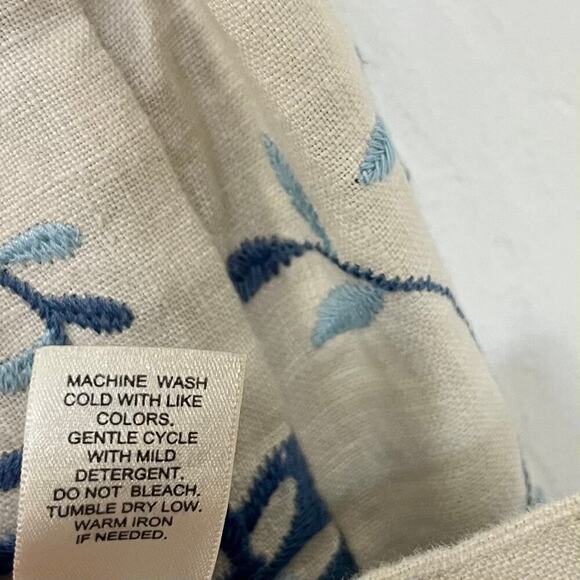 MACHINE WASH
COLD WITH LIKE
COLORS.
GENTLE CYCLE
WITH MILD
DETERGENT.
DO NOT BLEACH.
TUMBLE DRY LOW.
WARM IRON
IF NEEDED.